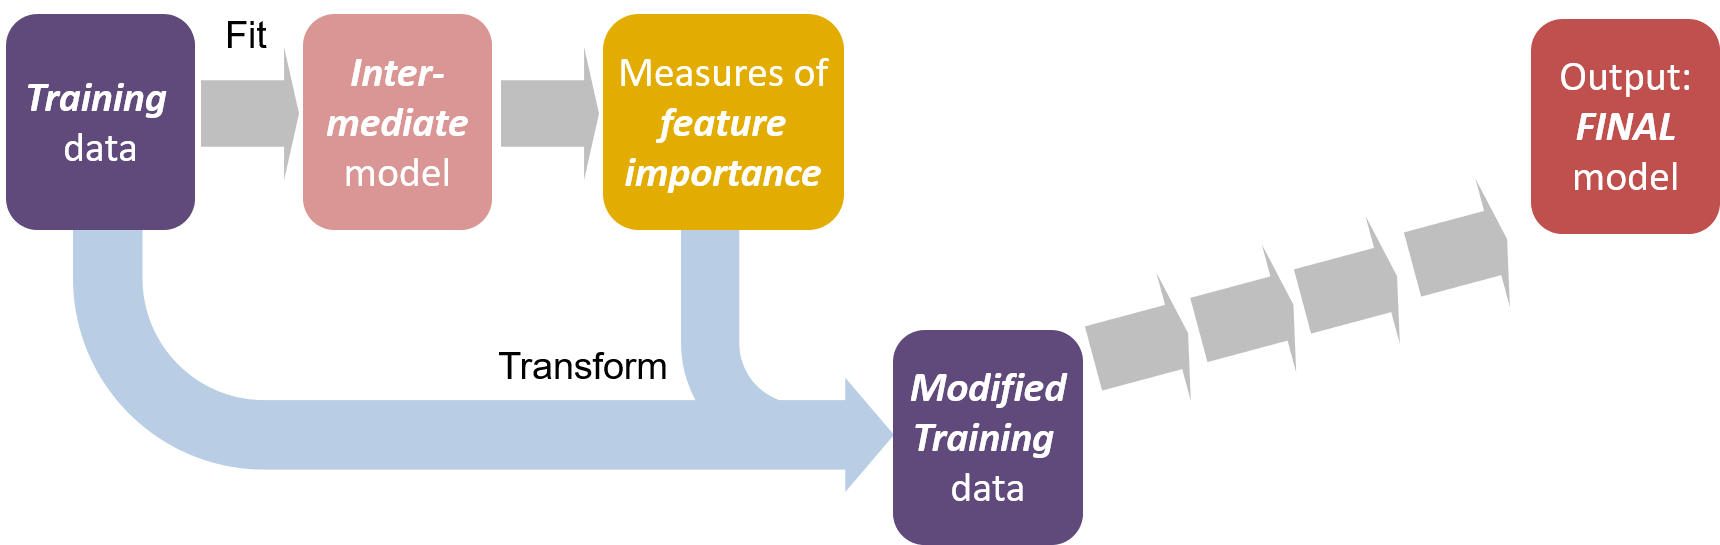 Fit
Training
data
Inter-
mediate
model
Measures of
feature
importance
Output:
FINAL
model
Transform
Modified
Training
data